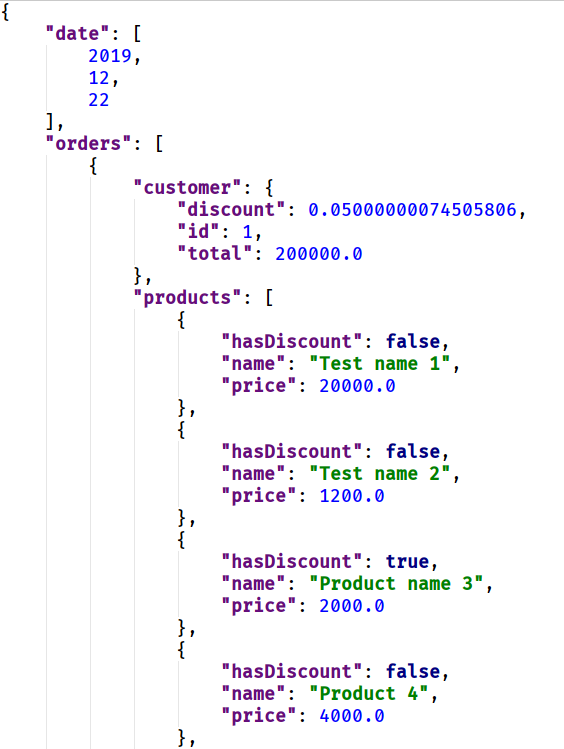 {
    "date": [
        2019,
        12,
        22
    ],
    "orders": [
        {
            "customer": {
                "discount": 0.05000000074505806,
                "id": 1,
                "total": 200000.0
            },
            "products": [
                {
                    "hasDiscount": false,
                    "name": "Test name 1",
                    "price": 20000.0
                },
                {
                    "hasDiscount": false,
                    "name": "Test name 2",
                    "price": 1200.0
                },
                {
                    "hasDiscount": true,
                    "name": "Product name 3",
                    "price": 2000.0
                },
                {
                    "hasDiscount": false,
                    "name": "Product 4",
                    "price": 4000.0
                },